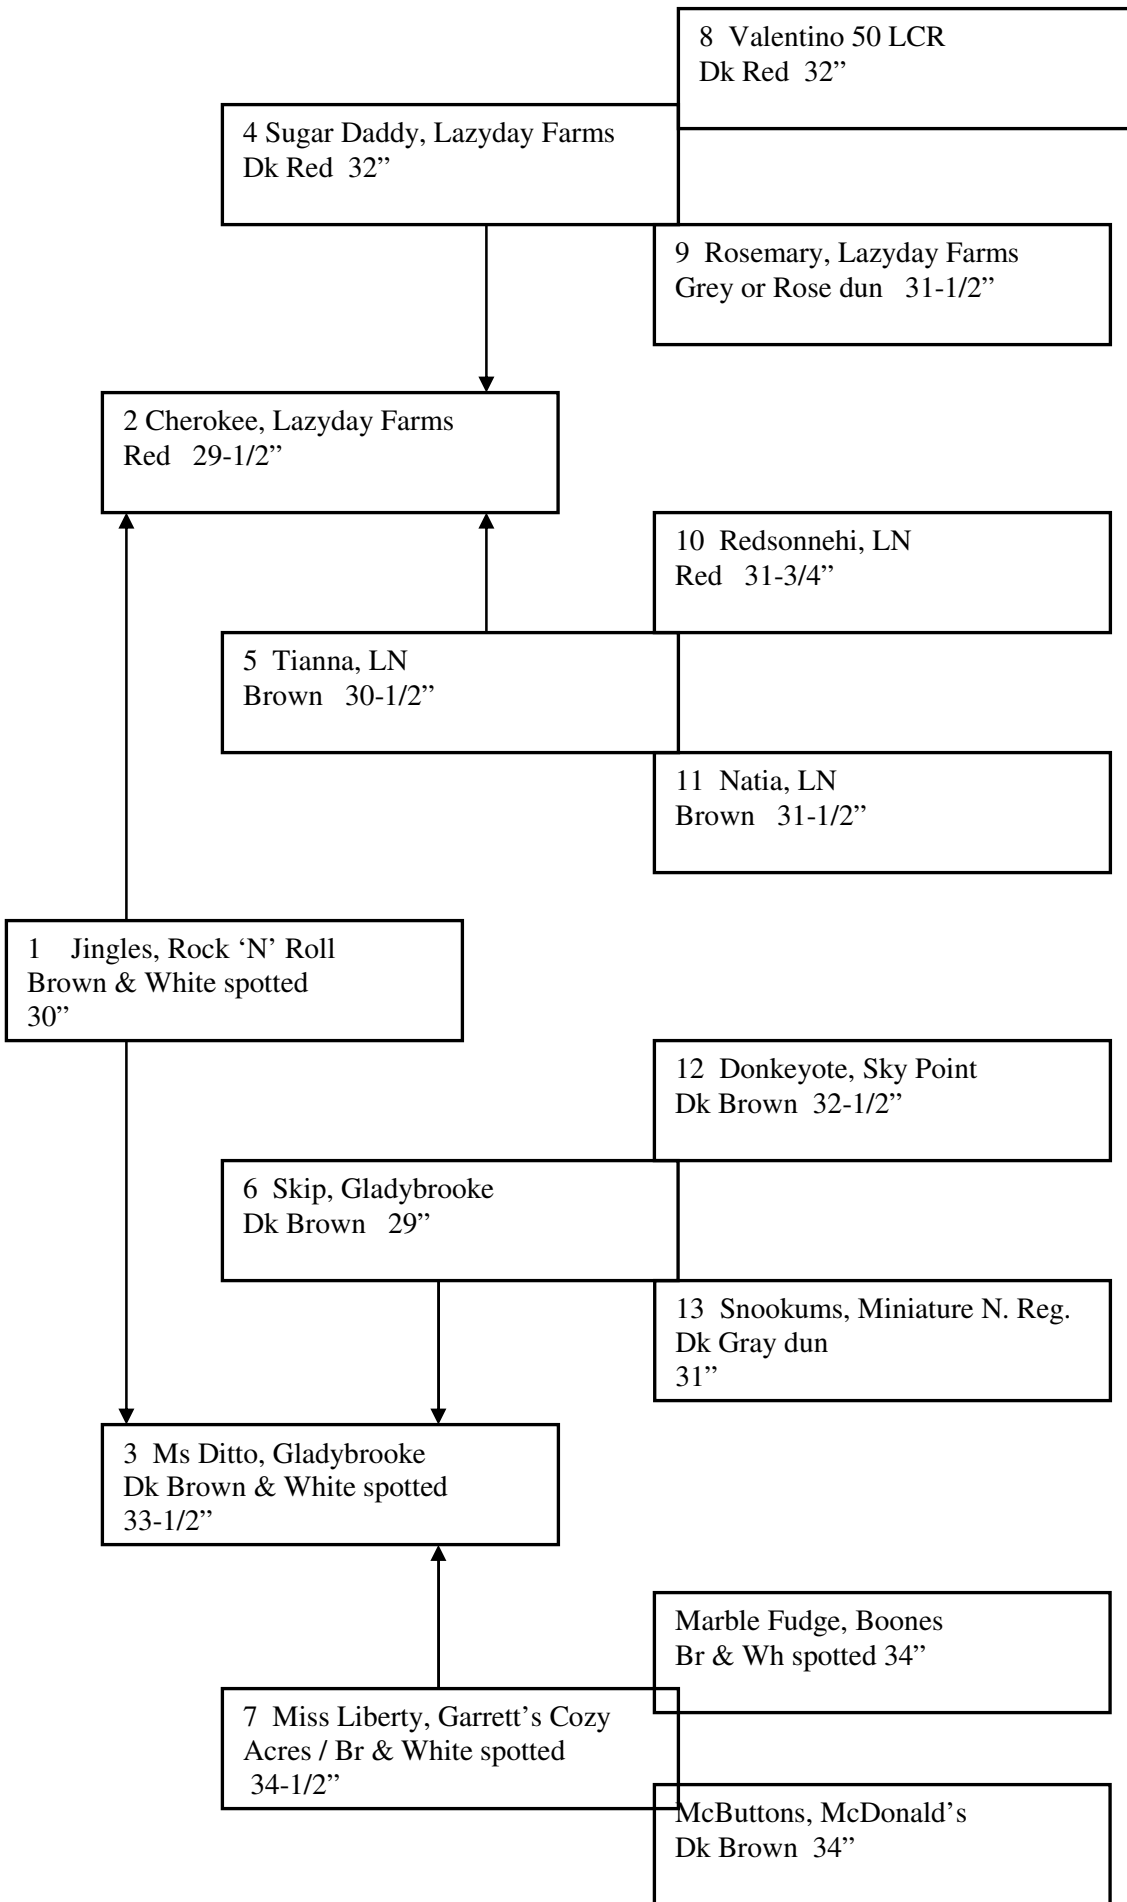 8 Valentino 50 LCR
Dk Red 32”
4 Sugar Daddy, Lazyday Farms
Dk Red 32”
9 Rosemary, Lazyday Farms
Grey or Rose dun 31-1/2”
2 Cherokee, Lazyday Farms
Red 29-1/2”
10 Redsonnehi, LN
Red 31-3/4”
5 Tianna, LN
Brown 30-1/2”
11 Natia, LN
Brown 31-1/2”
1 Jingles, Rock ‘N’ Roll
Brown & White spotted
30”
12 Donkeyote, Sky Point
Dk Brown 32-1/2”
6 Skip, Gladybrooke
Dk Brown 29”
13 Snookums, Miniature N. Reg.
Dk Gray dun
31”
3 Ms Ditto, Gladybrooke
Dk Brown & White spotted
33-1/2”
Marble Fudge, Boones
Br & Wh spotted 34”
7 Miss Liberty, Garrett’s Cozy
Acres / Br & White spotted
34-1/2”
McButtons, McDonald’s
Dk Brown 34”